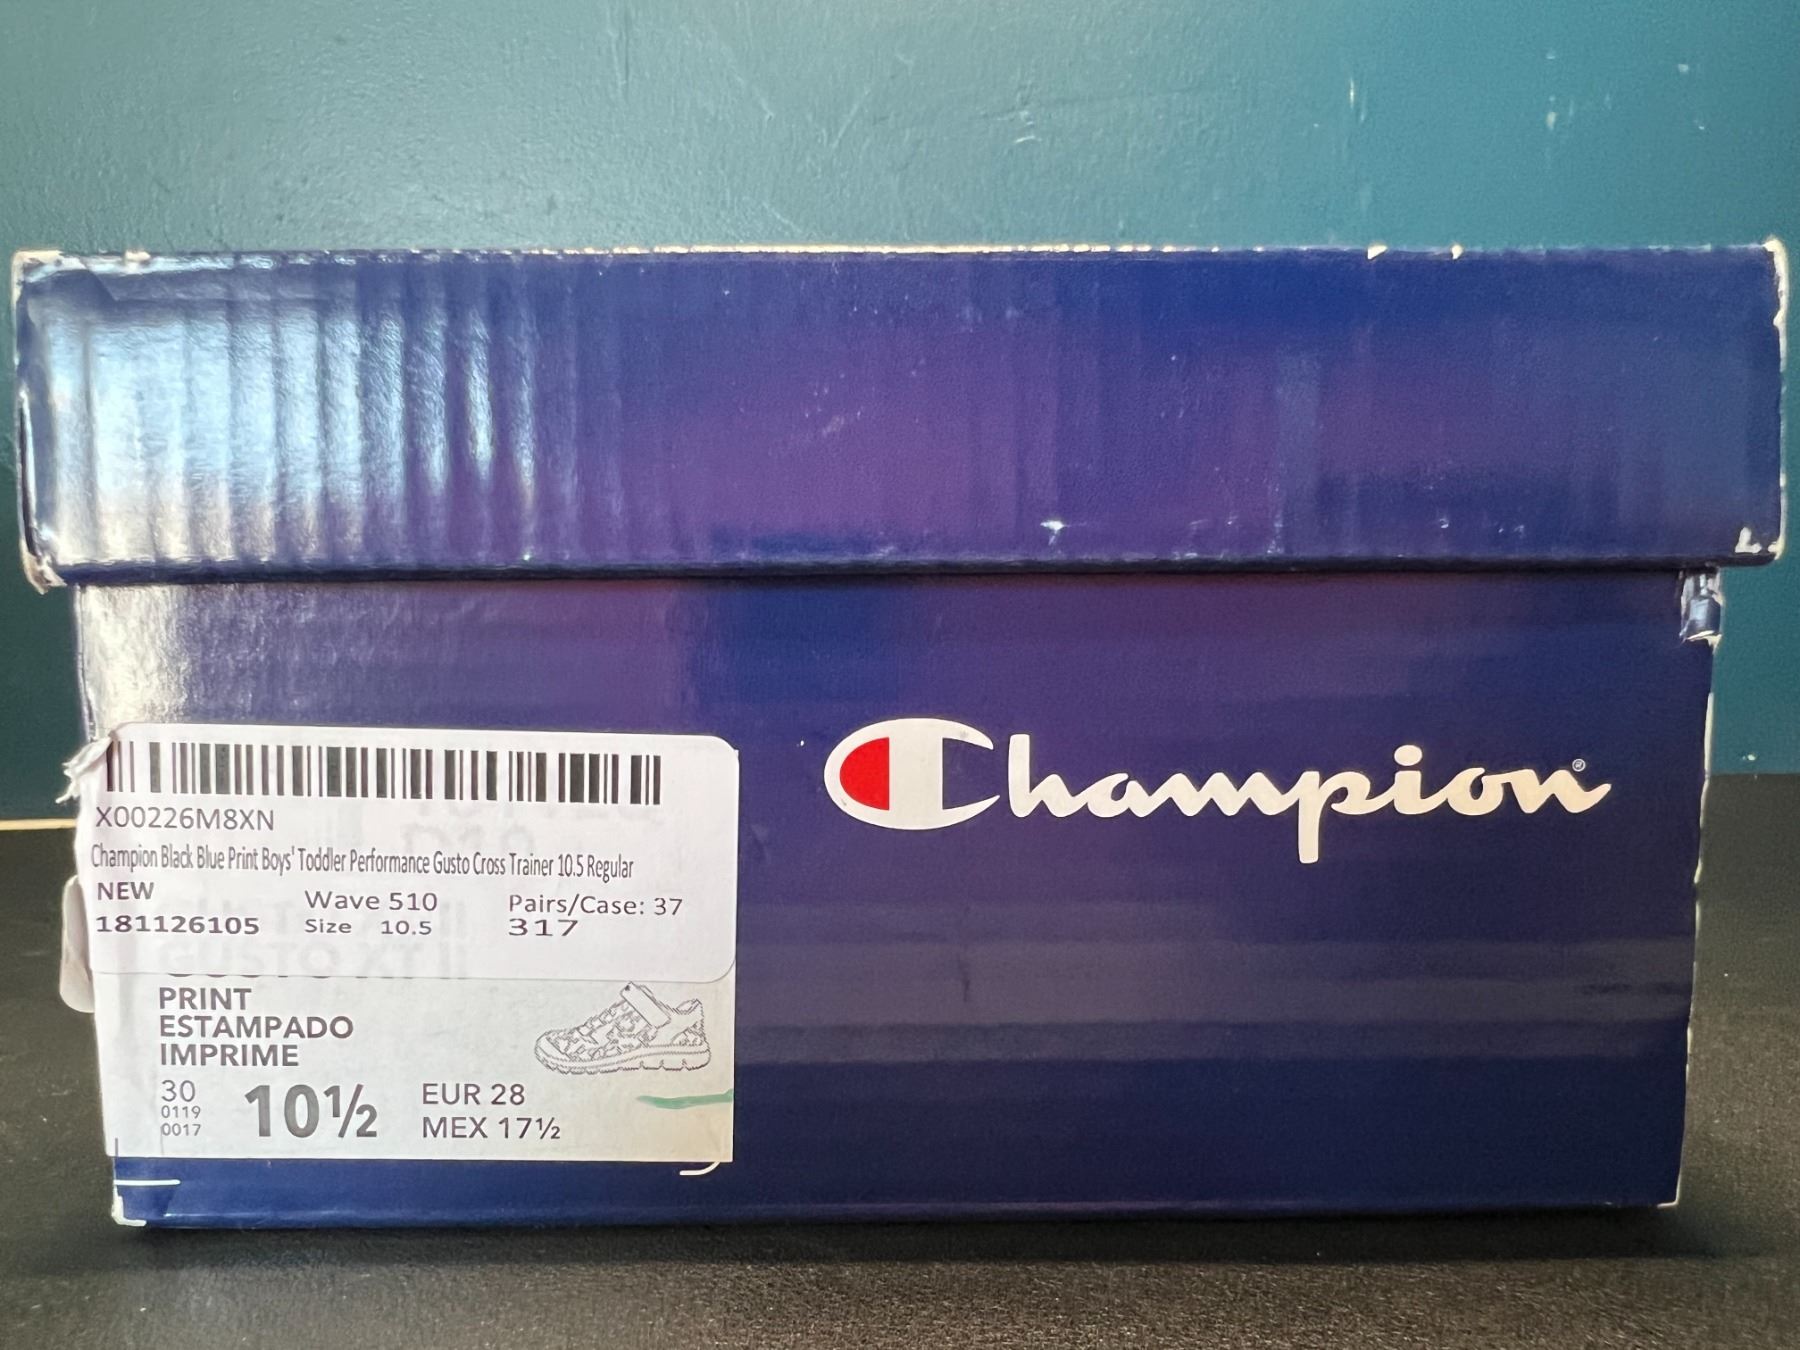 X00226M8XN
Champion Black Blue Print Boys' Toddler Performance Gusto Cross Trainer 10.5 Regular
NEW
Wave 510
Pairs/Case: 37
181126105
Size 10.5
317
PRINT
ESTAMPADO
IMPRIME
30
0119
0017
10½
EUR 28
MEX 17½
Champion®